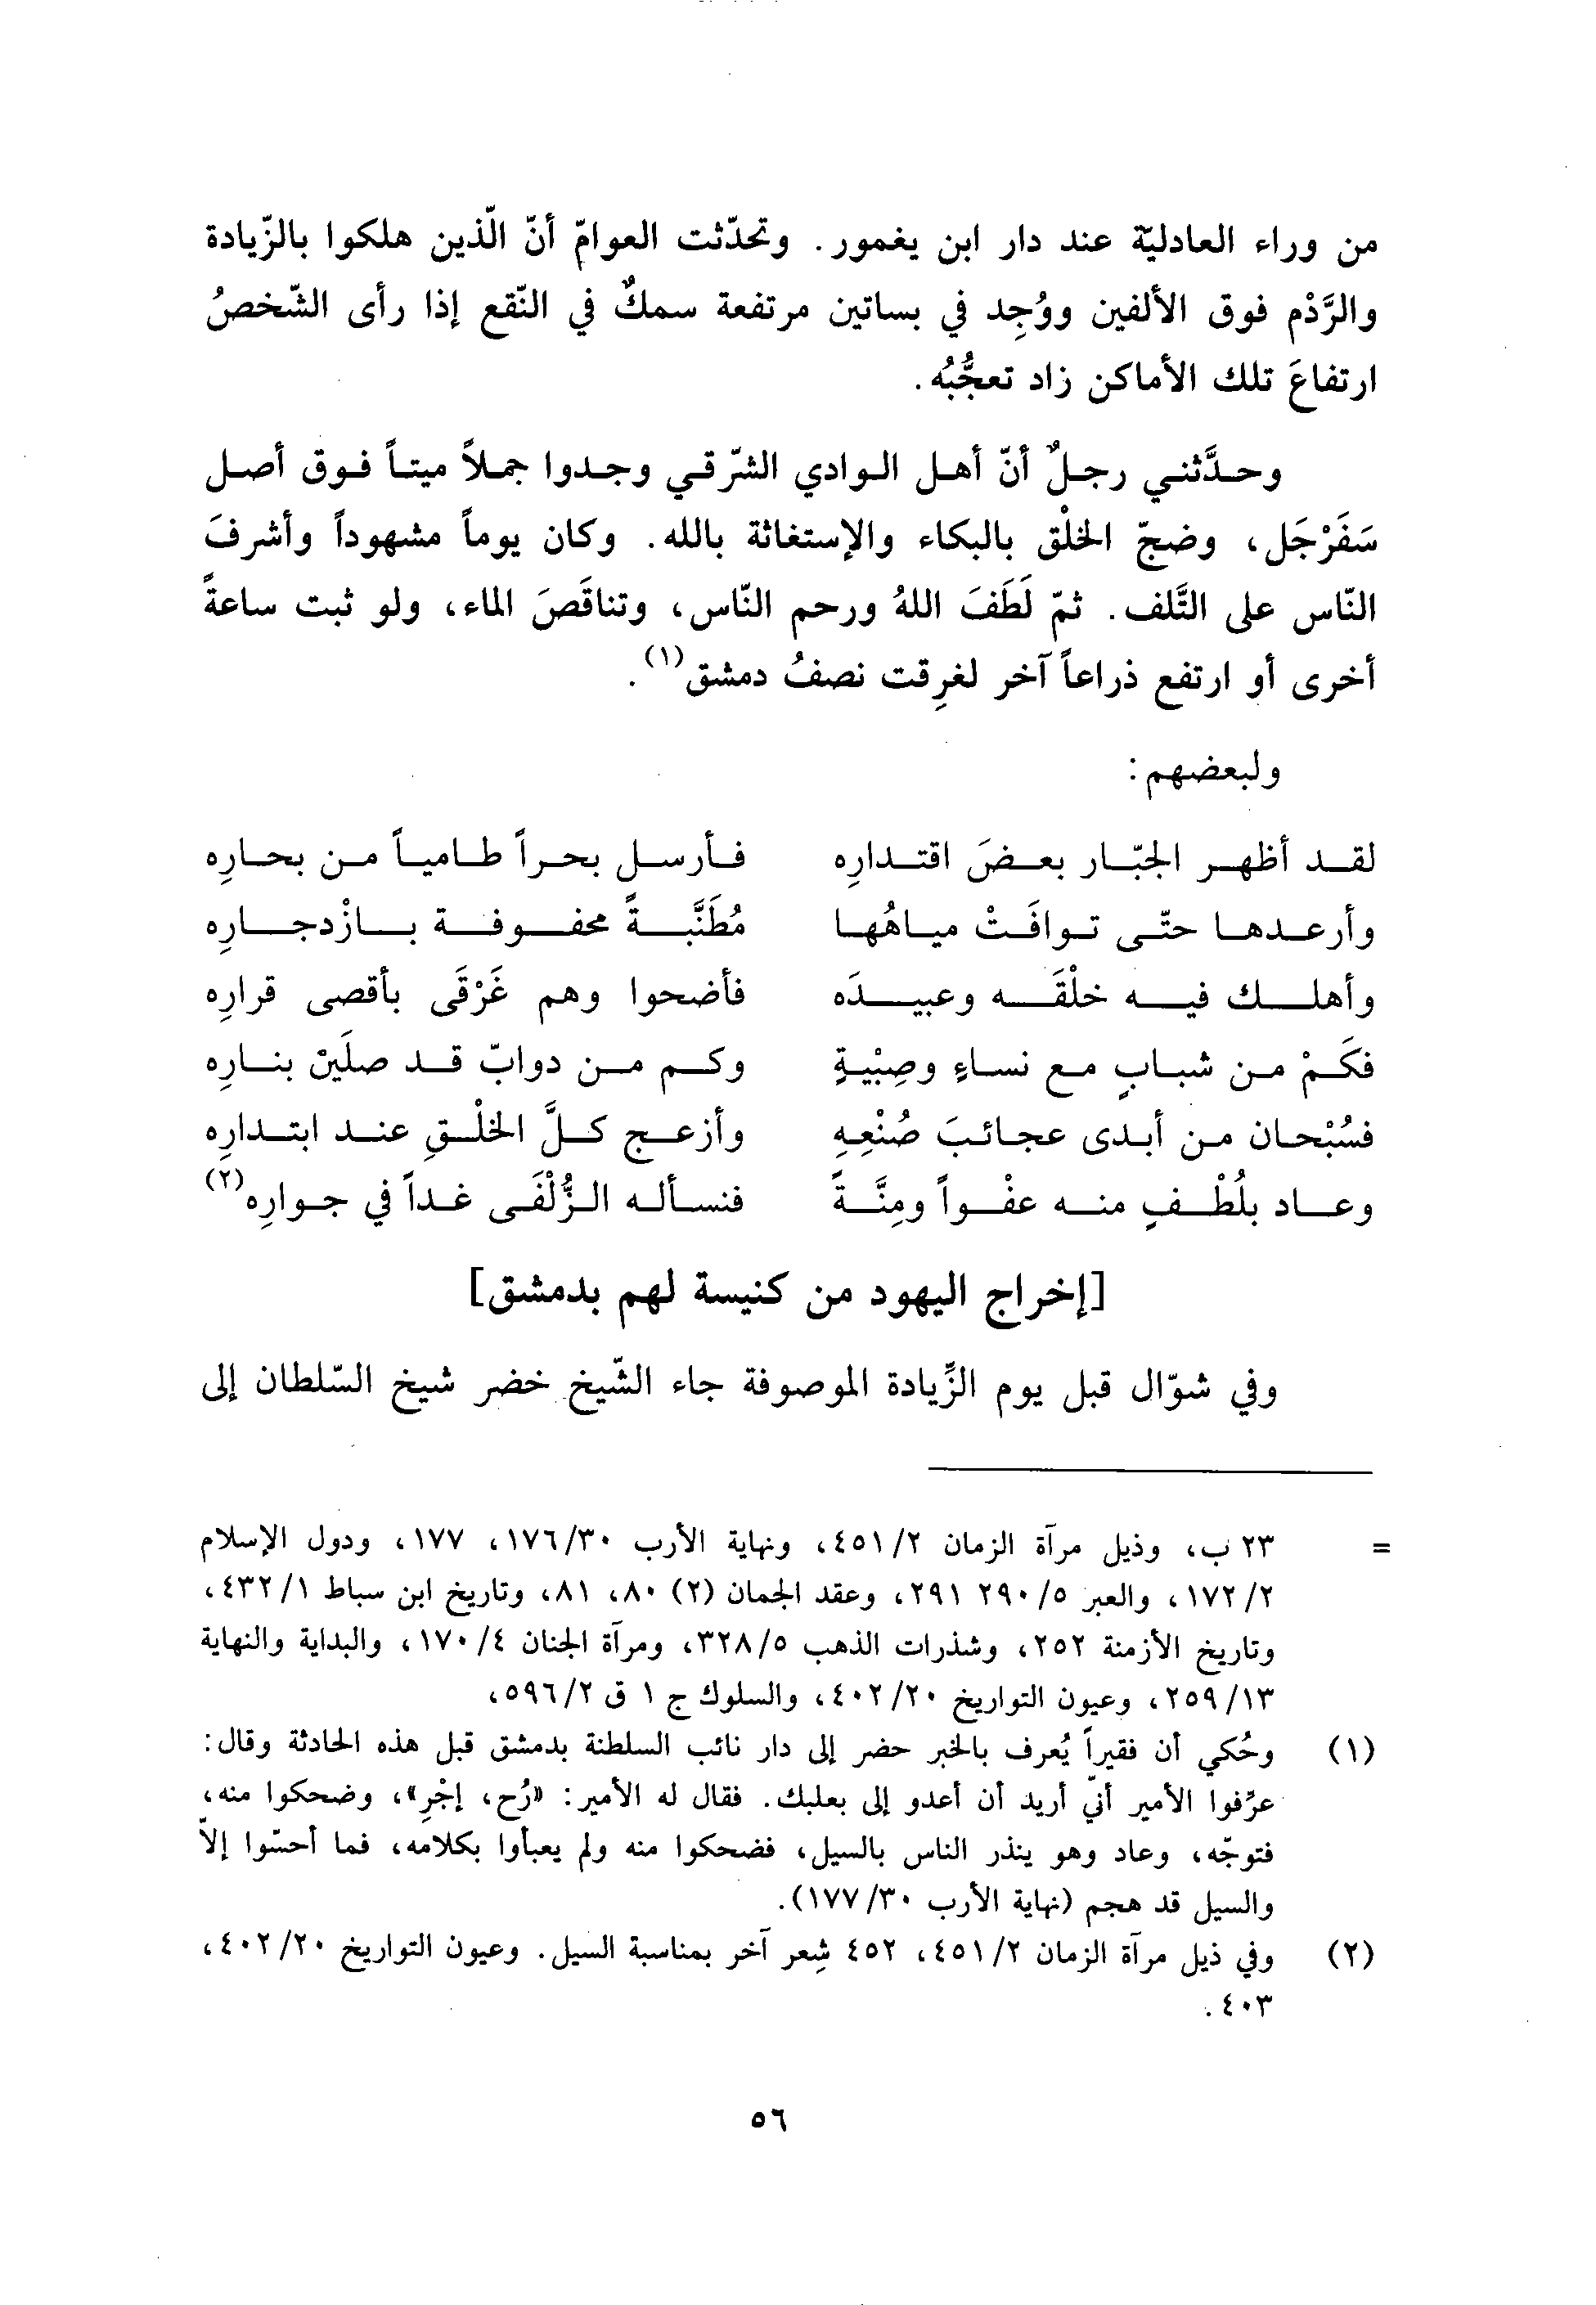 من وراء العادليّة عند دار ابن يغمور. وتحدّثت العوامّ أنّ الّذين هلكوا بالزّيادة
والرَّدْم فوق الألفين ووُجِد في بساتين مرتفعة سمكٌ في النّقع إذا رأى الشّخصُ
ارتفاعَ تلك الأماكن زاد تعجُّبُه.
وحدَّثني رجلٌ أنّ أهل الوادي الشرّقي وجدوا جملاً ميتاً فوق أصل
سَفَرْجَل، وضجّ الخلْق بالبكاء والإستغاثة بالله. وكان يوماً مشهوداً وأشرفَ
النّاس على التَّلف. ثمّ لَطَفَ اللهُ ورحم النّاس، وتناقَصَ الماء، ولو ثبت ساعةً
أخرى أو ارتفع ذراعاً آخر لغرِقت نصفُ دمشق(١).
ولبعضهم:
لقد أظهر الجبّار بعضَ اقتدارِه فأرسل بحراً طامياً من بحارِه
وأرعدها حتّى توافَتْ مياهُها مُطَنَّبةً محفوفة بازْدجارِه
وأهلك فيه خلْقَه وعبيدَه فأضحوا وهم غَرْقَى بأقصى قرارِه
فكَمْ من شبابٍ مع نساءٍ وصِبْيةٍ وكم من دوابّ قد صلَينْ بنارِه
فسُبْحان من أبدى عجائبَ صُنْعِهِ وأزعج كلَّ الخلْقِ عند ابتدارِه
وعاد بلُطْفٍ منه عفْواً ومِنَّةً فنسأله الزُّلْفَى غداً في جوارِه(٢)
[إخراج اليهود من كنيسة لهم بدمشق]
وفي شوّال قبل يوم الزِّيادة الموصوفة جاء الشّيخ خضر شيخ السّلطان إلى
= ٢٣ ب، وذيل مرآة الزمان ٢/ ٤٥١، ونهاية الأرب ٣٠/ ١٧٦، ١٧٧، ودول الإسلام
٢/ ١٧٢، والعبر ٥/ ٢٩٠ ٢٩١، وعقد الجمان (٢) ٨٠، ٨١، وتاريخ ابن سباط ١/ ٤٣٢،
وتاريخ الأزمنة ٢٥٢، وشذرات الذهب ٥/ ٣٢٨، ومرآة الجنان ٤/ ١٧٠، والبداية والنهاية
١٣/ ٢٥٩، وعيون التواريخ ٢٠/ ٤٠٢، والسلوك ج ١ ق ٢/ ٥٩٦،
(١) وحُكي أن فقيراً يُعرف بالخبر حضر إلى دار نائب السلطنة بدمشق قبل هذه الحادثة وقال:
عرِّفوا الأمير أنيّ أريد أن أعدو إلى بعلبك. فقال له الأمير: «رُح، إجْرِ»، وضحكوا منه،
فتوجّه، وعاد وهو ينذر الناس بالسيل، فضحكوا منه ولم يعبأوا بكلامه، فما أحسّوا إلاّ
والسيل قد هجم (نهاية الأرب ٣٠/ ١٧٧).
(٢) وفي ذيل مرآة الزمان ٢/ ٤٥١، ٤٥٢ شِعر آخر بمناسبة السيل. وعيون التواريخ ٢٠/ ٤٠٢،
٤٠٣.
٥٦